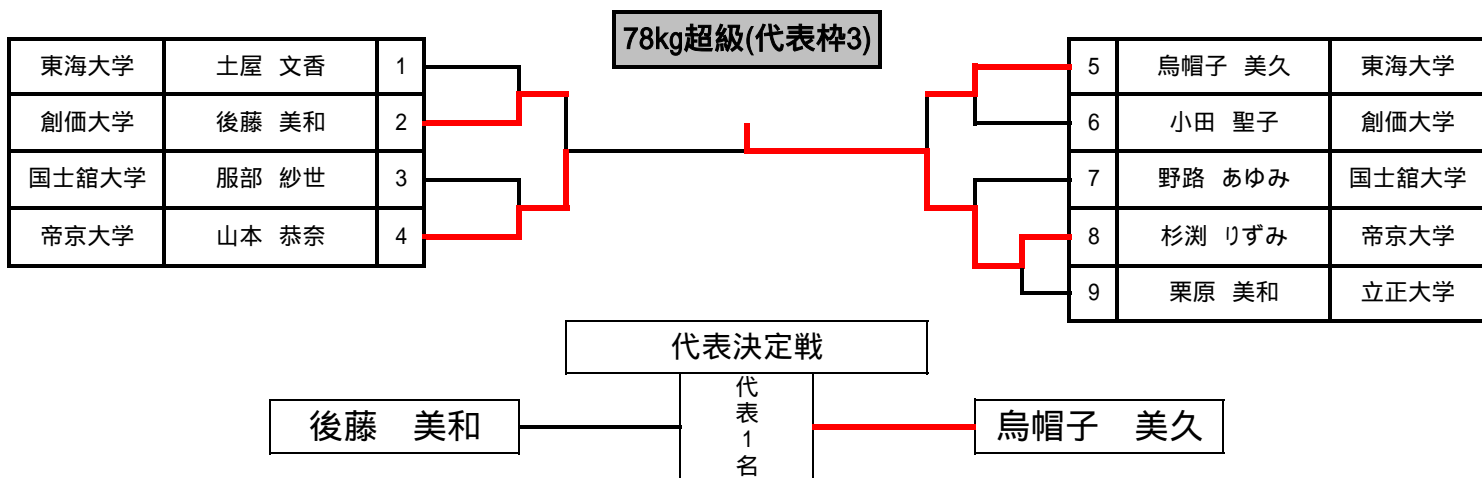 78kg超級(代表枠3)
東海大学 土屋 文香 1
創価大学 後藤 美和 2
国士舘大学 服部 紗世 3
帝京大学 山本 恭奈 4
5 烏帽子 美久 東海大学
6 小田 聖子 創価大学
7 野路 あゆみ 国士舘大学
8 杉渕 りずみ 帝京大学
9 栗原 美和 立正大学
代表決定戦
代表1名
後藤 美和
烏帽子 美久